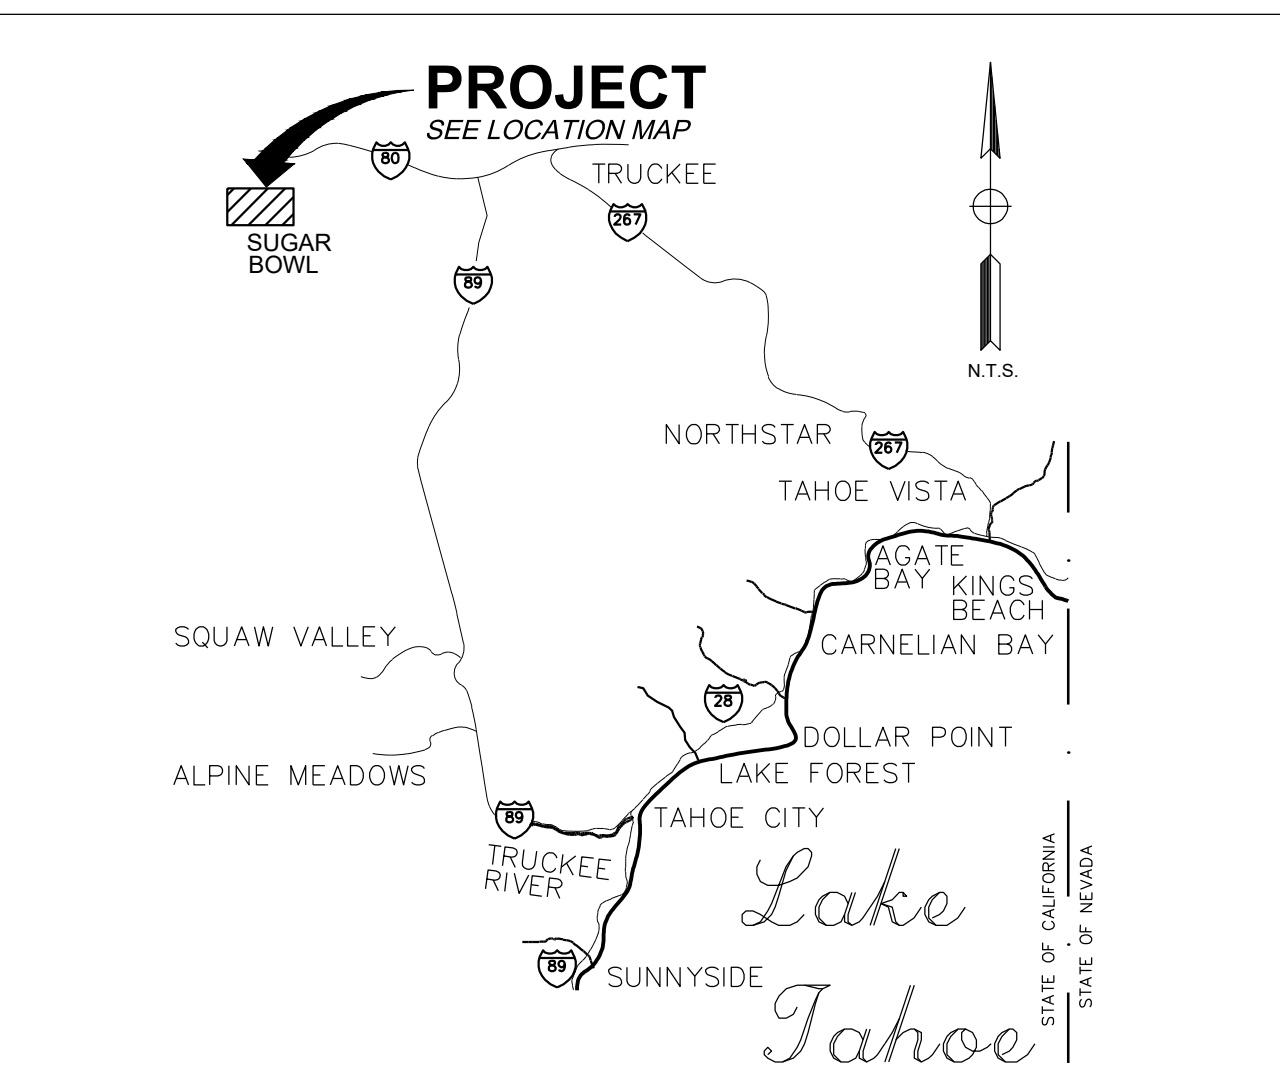 PROJECT
SEE LOCATION MAP
80
TRUCKEE
267
SUGAR
BOWL
89
N.T.S.
NORTHSTAR
267
TAHOE VISTA
AGATE
BAY
KINGS
BEACH
SQUAW VALLEY
CARNELIAN BAY
28
DOLLAR POINT
ALPINE MEADOWS
LAKE FOREST
89
TAHOE CITY
TRUCKEE
RIVER
Lake
Tahoe
STATE OF CALIFORNIA
STATE OF NEVADA
89
SUNNYSIDE